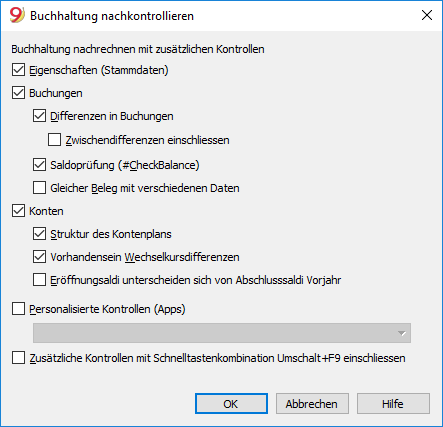 9 Buchhaltung nachkontrollieren
Buchhaltung nachrechnen mit zusätzlichen Kontrollen
Eigenschaften (Stammdaten)
Buchungen
Differenzen in Buchungen
Zwischendifferenzen einschliessen
Saldoprüfung (#CheckBalance)
Gleicher Beleg mit verschiedenen Daten
Konten
Struktur des Kontenplans
Vorhandensein Wechselkursdifferenzen
Eröffnungsaldi unterscheiden sich von Abschlusssaldi Vorjahr
Personalisierte Kontrollen (Apps)
Zusätzliche Kontrollen mit Schnelltastenkombination Umschalt+F9 einschliessen
OK Abbrechen Hilfe